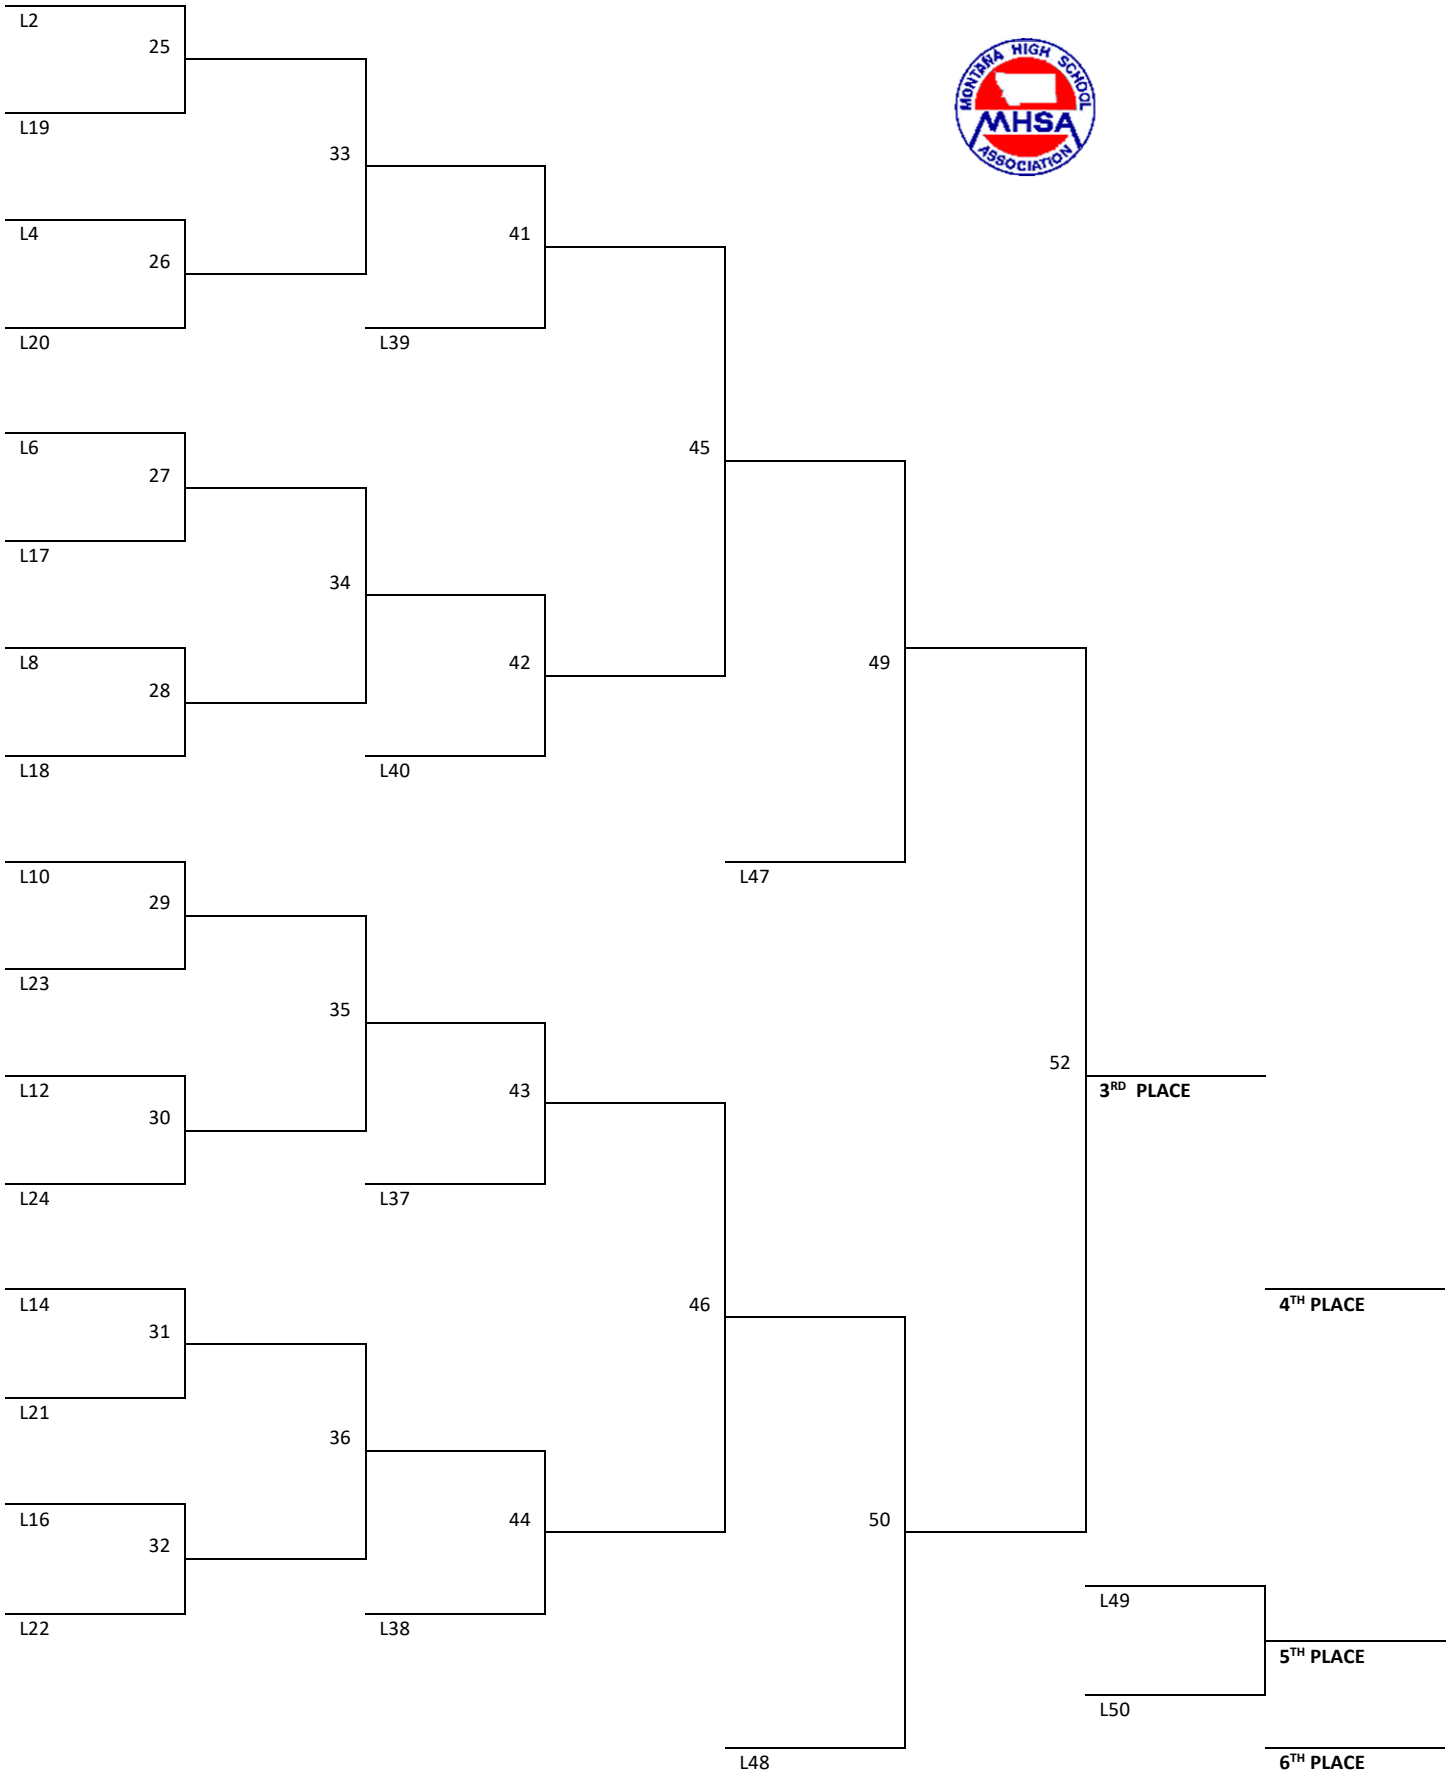 L2
25
MONTANA HIGH SCHOOL
MHSA
ASSOCIATION
L19
33
L4
41
26
L20
L39
L6
45
27
L17
34
L8
42
49
28
L18
L40
L10
L47
29
L23
35
52
L12
43
3RD PLACE
30
L24
L37
L14
46
4TH PLACE
31
L21
36
L16
44
50
32
L49
L22
L38
5TH PLACE
L50
L48
6TH PLACE